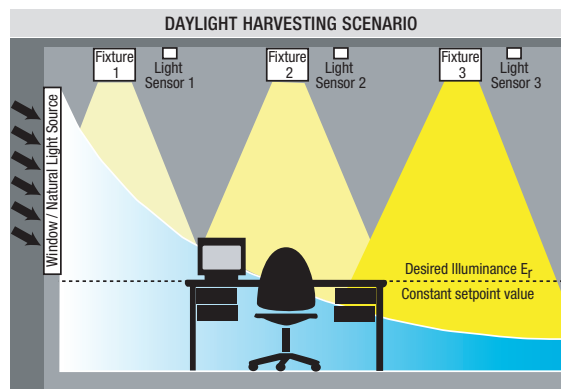 DAYLIGHT HARVESTING SCENARIO
Fixture
1
Light
Sensor 1
Fixture
2
Light
Sensor 2
Fixture
3
Light
Sensor 3
Window / Natural Light Source
Desired Illuminance Er
Constant setpoint value